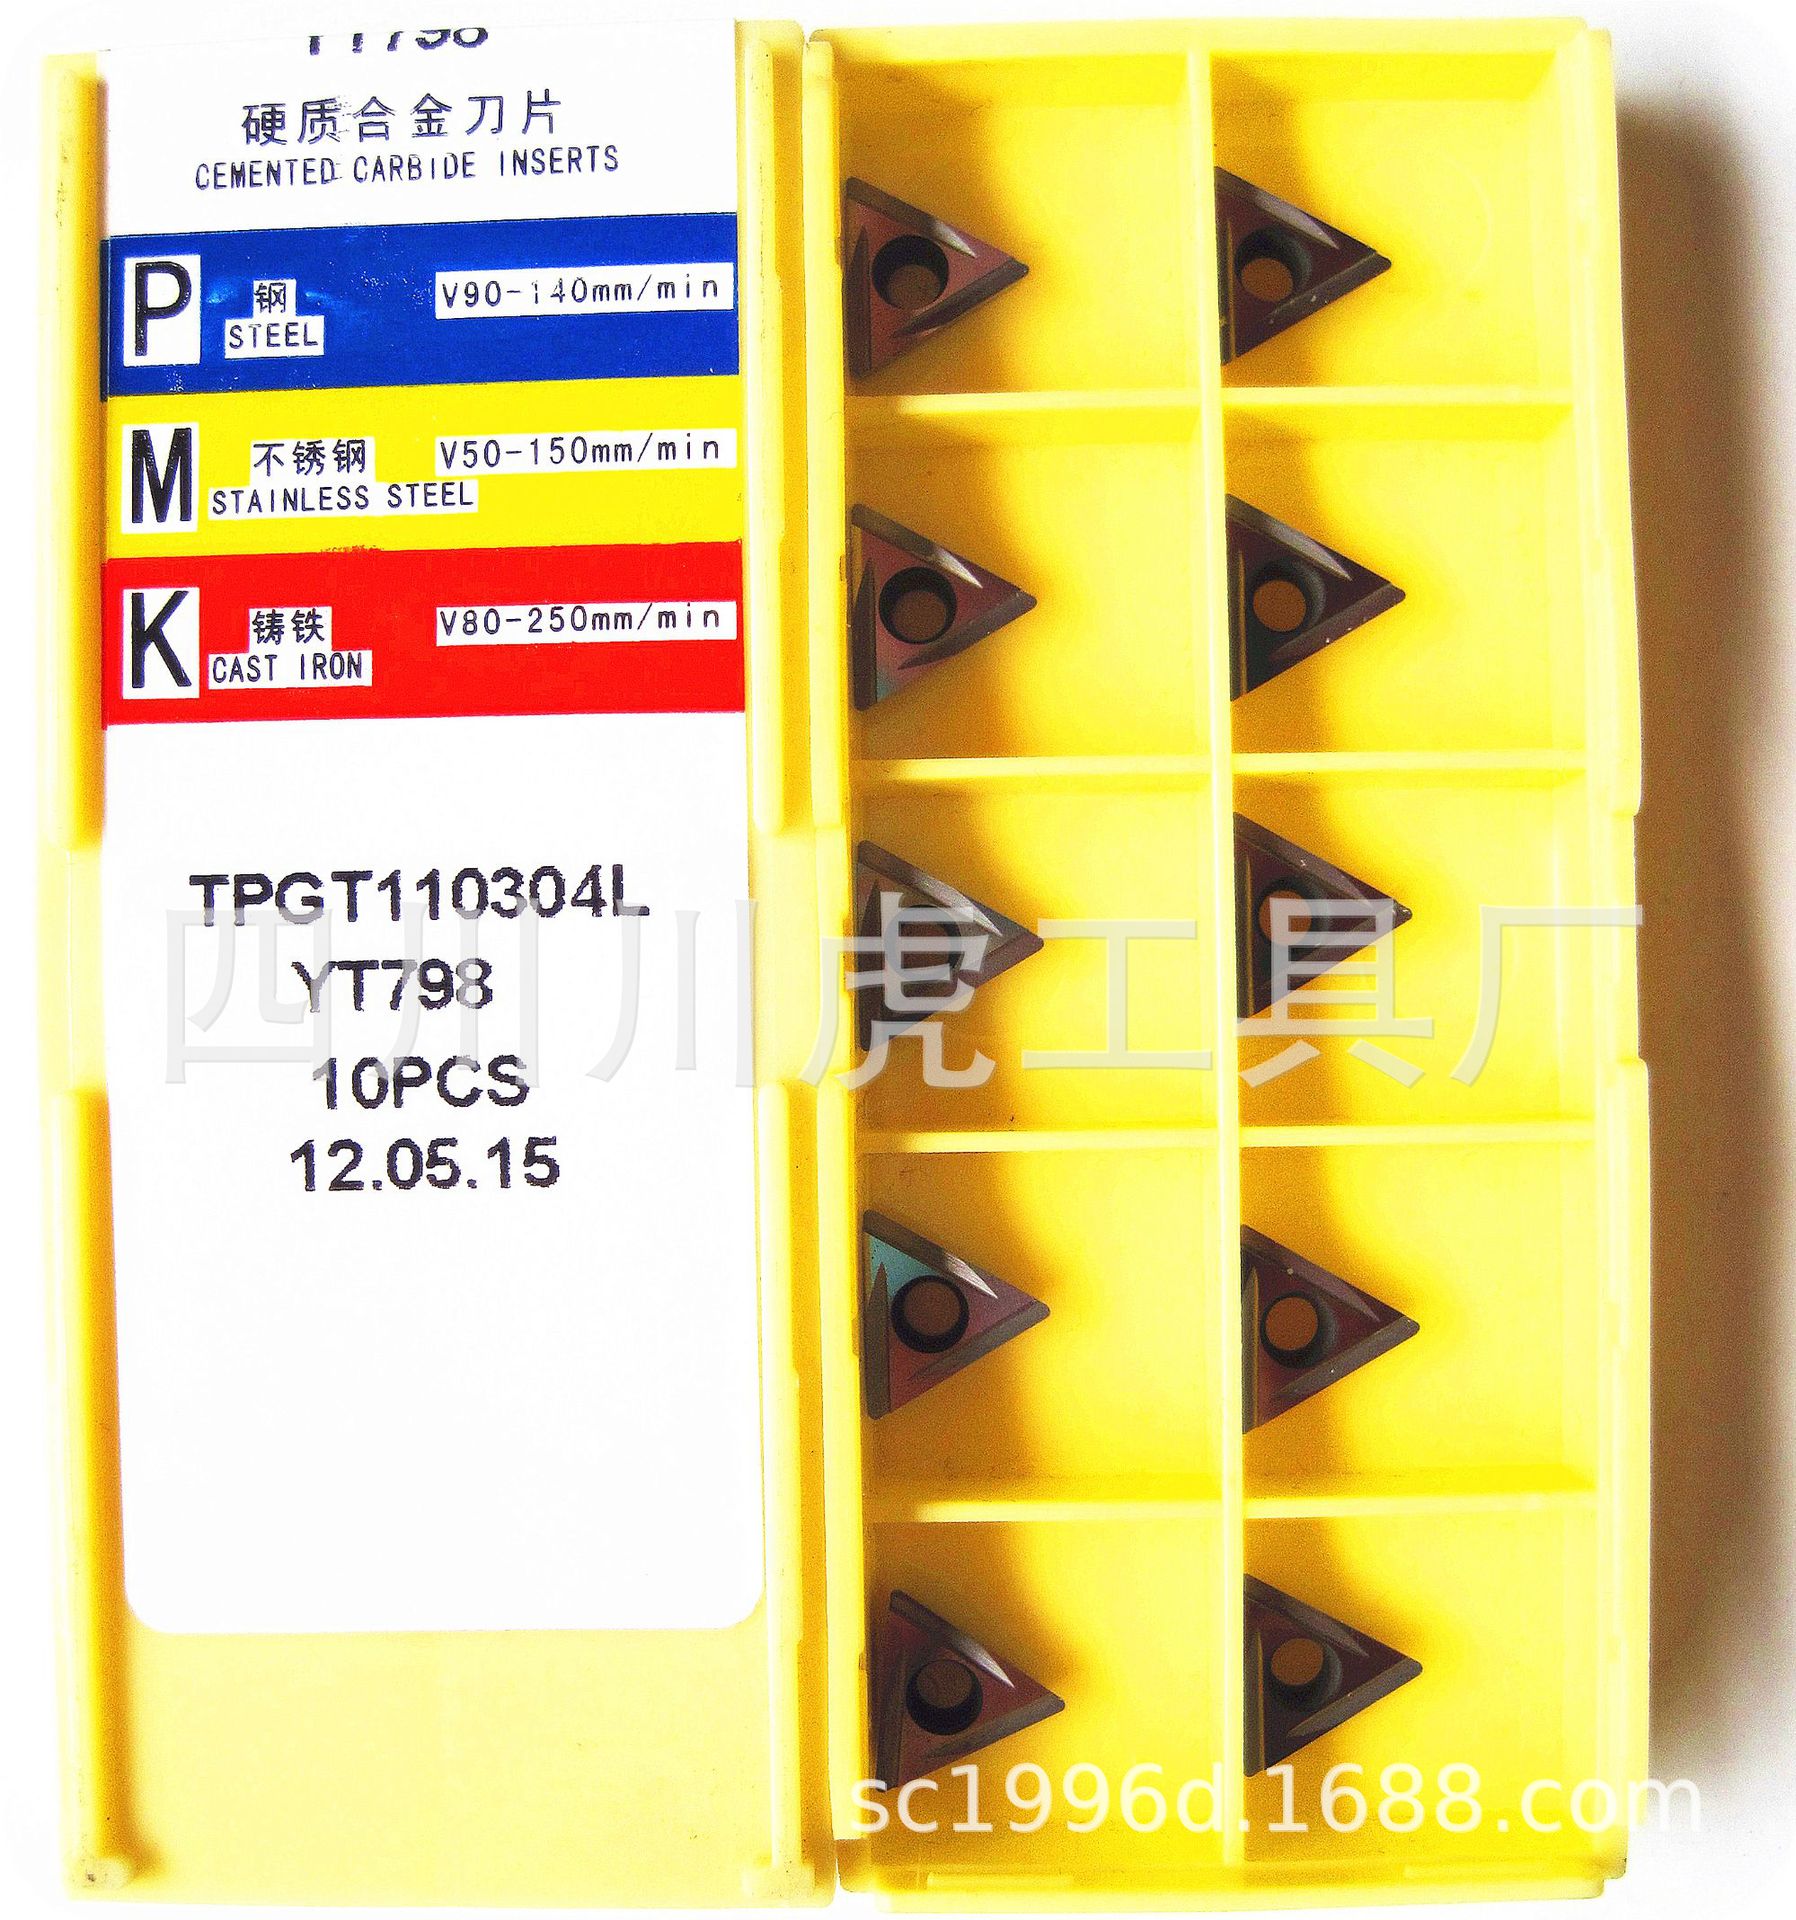 YT798
硬质合金刀片
CEMENTED CARBIDE INSERTS
P
钢
STEEL
V90-140mm/min
M
不锈钢
STAINLESS STEEL
V50-150mm/min
K
铸铁
CAST IRON
V80-250mm/min
TPGT110304L
YT798
10PCS
12.05.15
四川川虎工具厂
sc1996d.1688.com